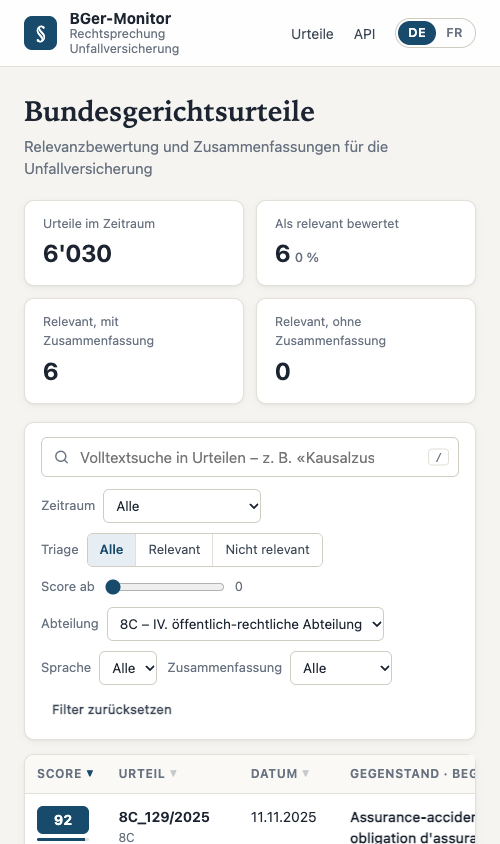 §
BGer-Monitor
Rechtsprechung
Unfallversicherung
Urteile API DE FR
Bundesgerichtsurteile
Relevanzbewertung und Zusammenfassungen für die
Unfallversicherung
Urteile im Zeitraum
6'030
Als relevant bewertet
6 0 %
Relevant, mit
Zusammenfassung
6
Relevant, ohne
Zusammenfassung
0
Volltextsuche in Urteilen – z. B. «Kausalzus /
Zeitraum Alle
Triage Alle Relevant Nicht relevant
Score ab 0
Abteilung 8C – IV. öffentlich-rechtliche Abteilung
Sprache Alle Zusammenfassung Alle
Filter zurücksetzen
SCORE ▼ URTEIL ▼ DATUM ▼ GEGENSTAND · BEG
92 8C_129/2025 11.11.2025 Assurance-acciden
8C obligation d'assura